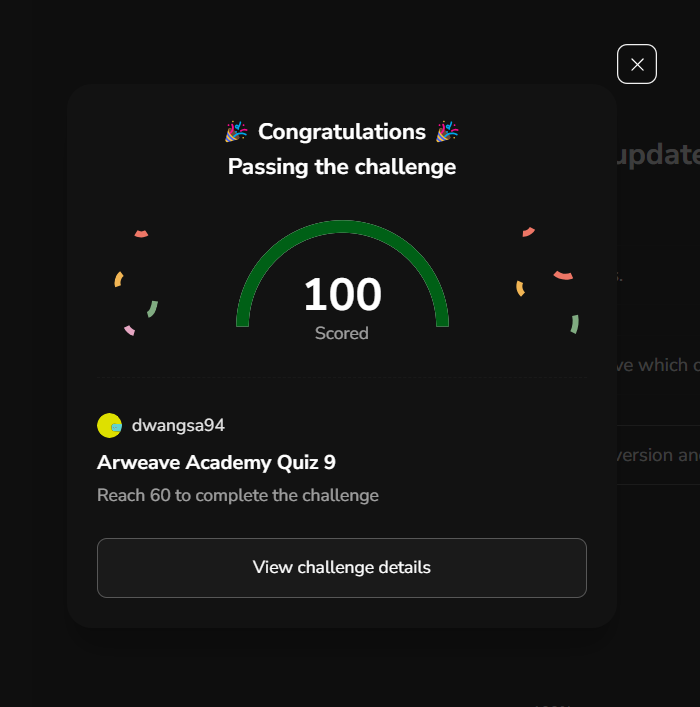 Congratulations
Passing the challenge
100
Scored
dwangsa94
Arweave Academy Quiz 9
Reach 60 to complete the challenge
View challenge details
update
s.
ve which
version